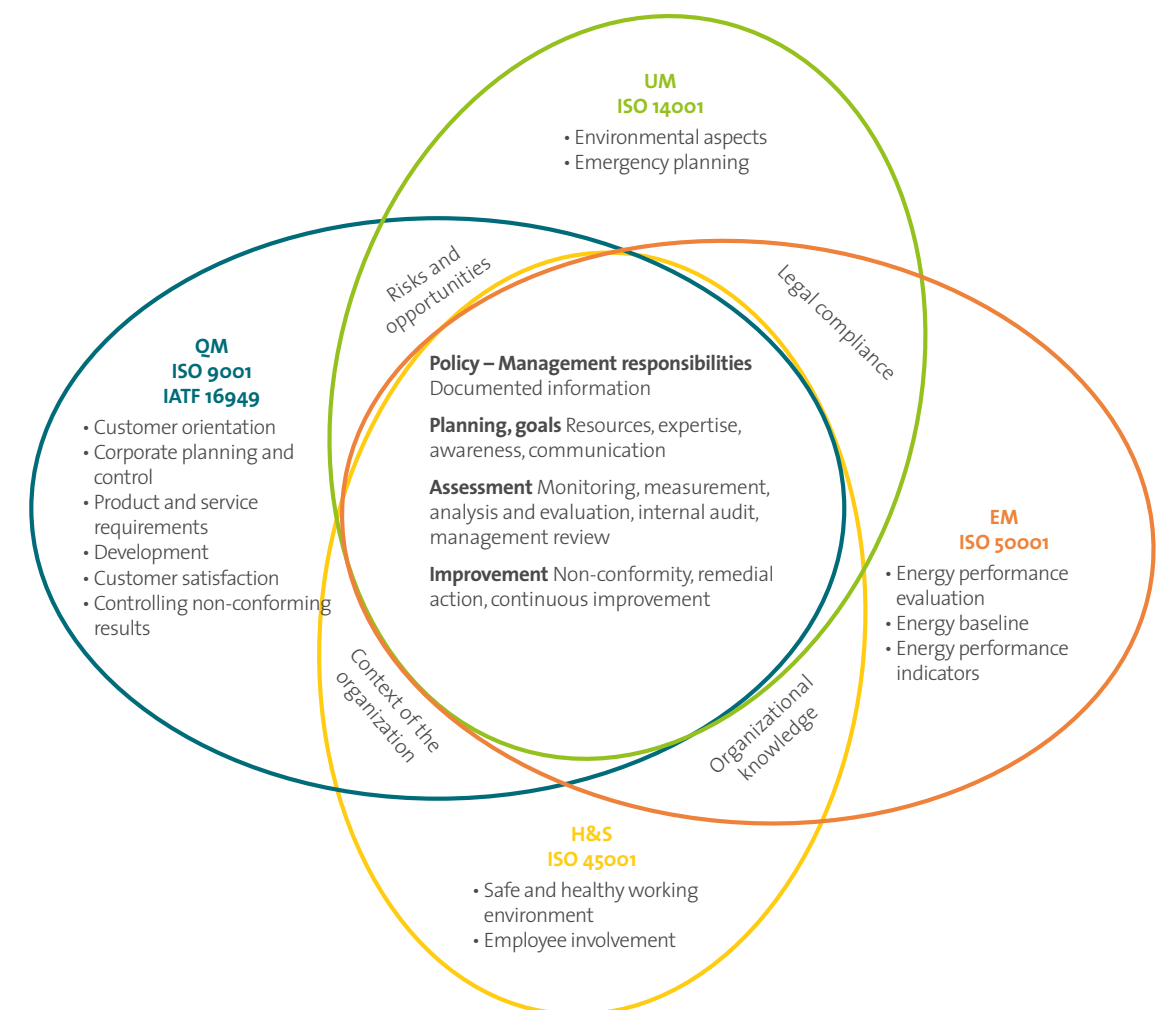 UM
ISO 14001
• Environmental aspects
• Emergency planning
Risks and
opportunities
Legal compliance
QM
ISO 9001
IATF 16949
• Customer orientation
• Corporate planning and
control
• Product and service
requirements
• Development
• Customer satisfaction
• Controlling non-conforming
results
Policy – Management responsibilities
Documented information
Planning, goals Resources, expertise,
awareness, communication
Assessment Monitoring, measurement,
analysis and evaluation, internal audit,
management review
Improvement Non-conformity, remedial
action, continuous improvement
EM
ISO 50001
• Energy performance
evaluation
• Energy baseline
• Energy performance
indicators
Context of the
organization
Organizational
knowledge
H&S
ISO 45001
• Safe and healthy working
environment
• Employee involvement